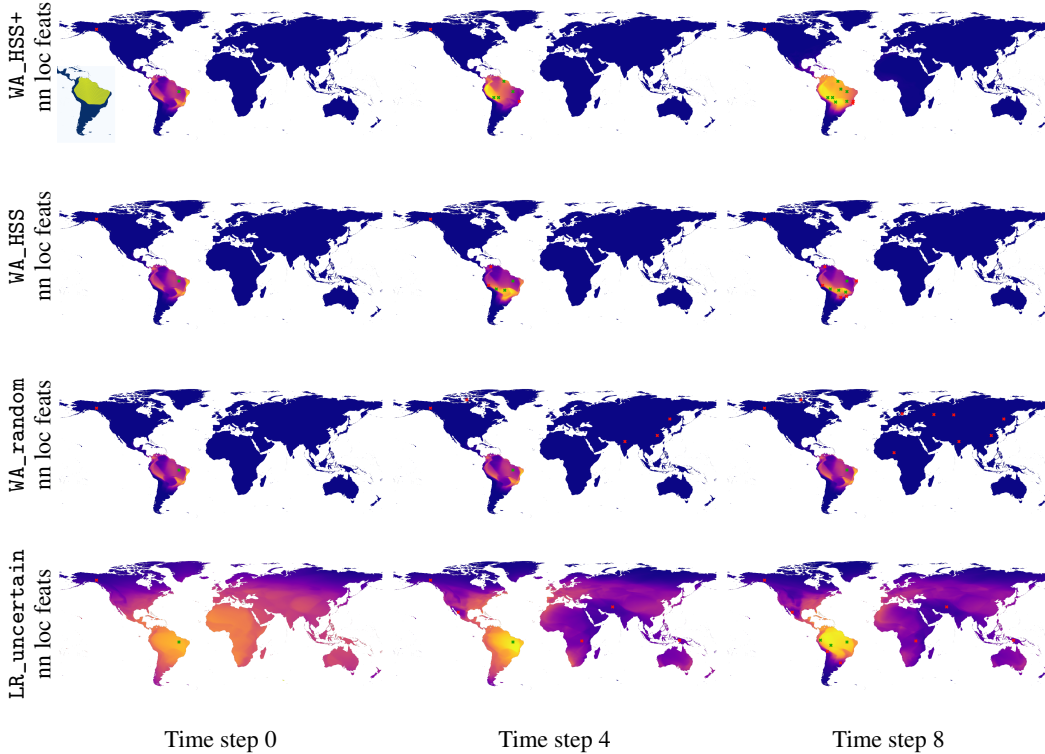 WA_HSS+
nn loc feats
WA_HSS
nn loc feats
WA_random
nn loc feats
LR_uncertain
nn loc feats
Time step 0
Time step 4
Time step 8